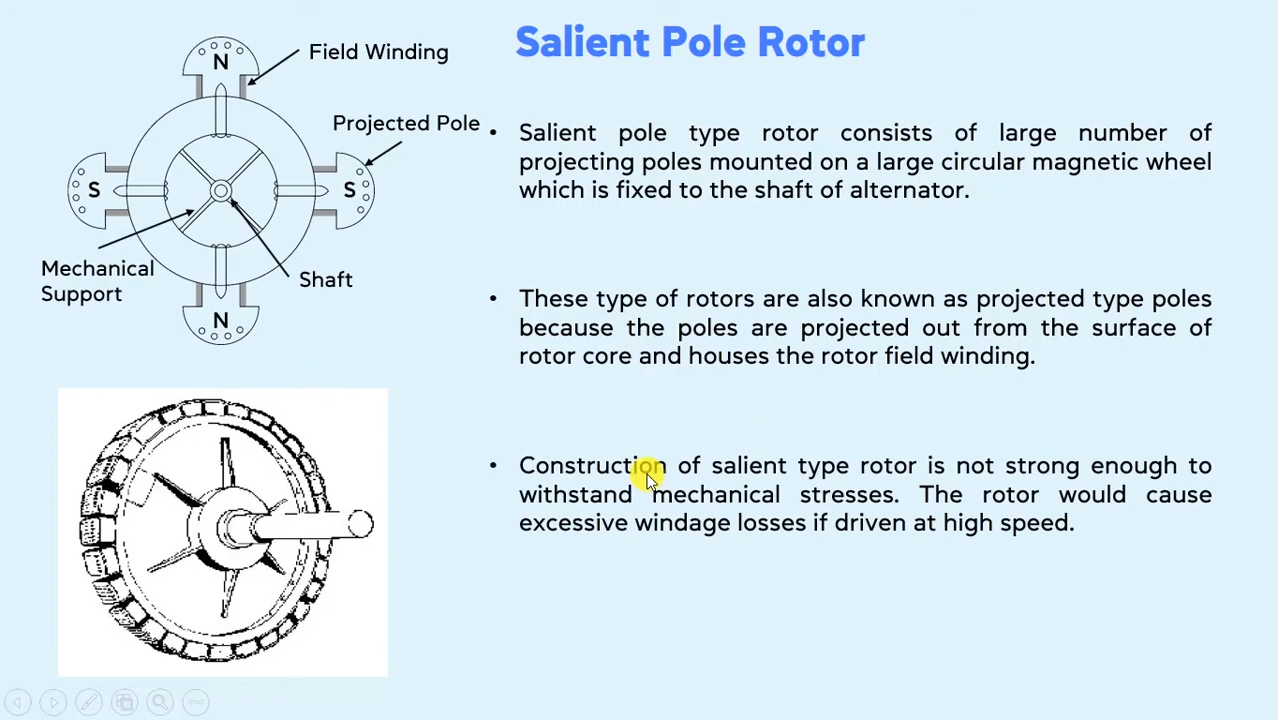 Salient Pole Rotor
N
Field Winding
Projected Pole
S
S
Mechanical
Support
Shaft
N
• Salient pole type rotor consists of large number of
projecting poles mounted on a large circular magnetic wheel
which is fixed to the shaft of alternator.
• These type of rotors are also known as projected type poles
because the poles are projected out from the surface of
rotor core and houses the rotor field winding.
• Construction of salient type rotor is not strong enough to
withstand mechanical stresses. The rotor would cause
excessive windage losses if driven at high speed.